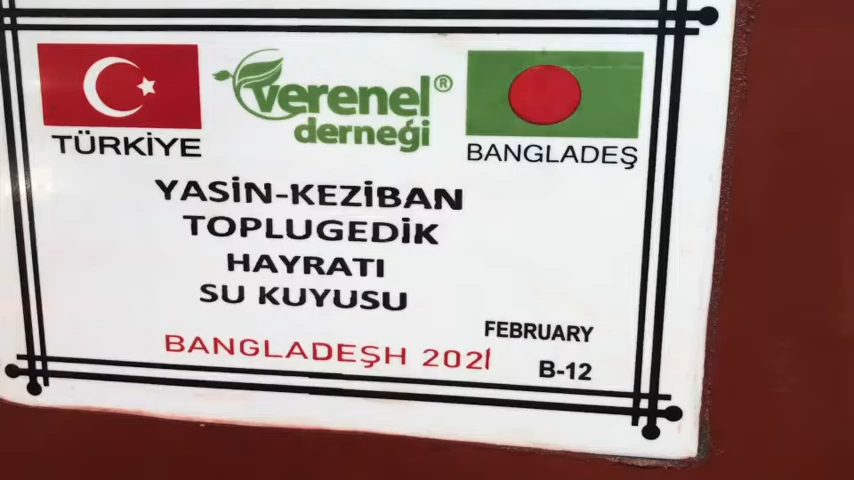 verenel®
derneği
TÜRKİYE
BANGLADEŞ
YASİN-KEZİBAN
TOPLUGEDİK
HAYRATI
SU KUYUSU
FEBRUARY
BANGLADEŞH 2021
B-12